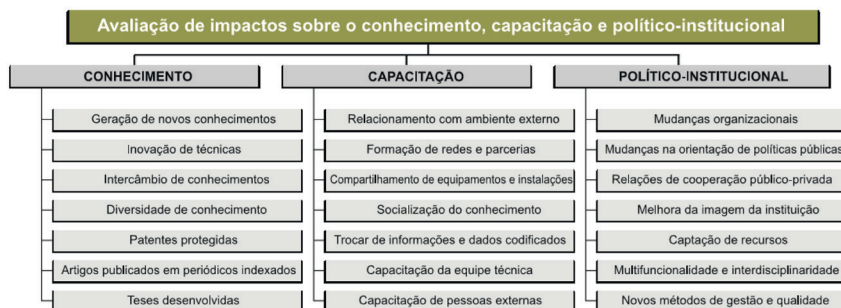 Avaliação de impactos sobre o conhecimento, capacitação e político-institucional
CONHECIMENTO
Geração de novos conhecimentos
Inovação de técnicas
Intercâmbio de conhecimentos
Diversidade de conhecimento
Patentes protegidas
Artigos publicados em periódicos indexados
Teses desenvolvidas
CAPACITAÇÃO
Relacionamento com ambiente externo
Formação de redes e parcerias
Compartilhamento de equipamentos e instalações
Socialização do conhecimento
Trocar de informações e dados codificados
Capacitação da equipe técnica
Capacitação de pessoas externas
POLÍTICO-INSTITUCIONAL
Mudanças organizacionais
Mudanças na orientação de políticas públicas
Relações de cooperação público-privada
Melhora da imagem da instituição
Captação de recursos
Multifuncionalidade e interdisciplinaridade
Novos métodos de gestão e qualidade